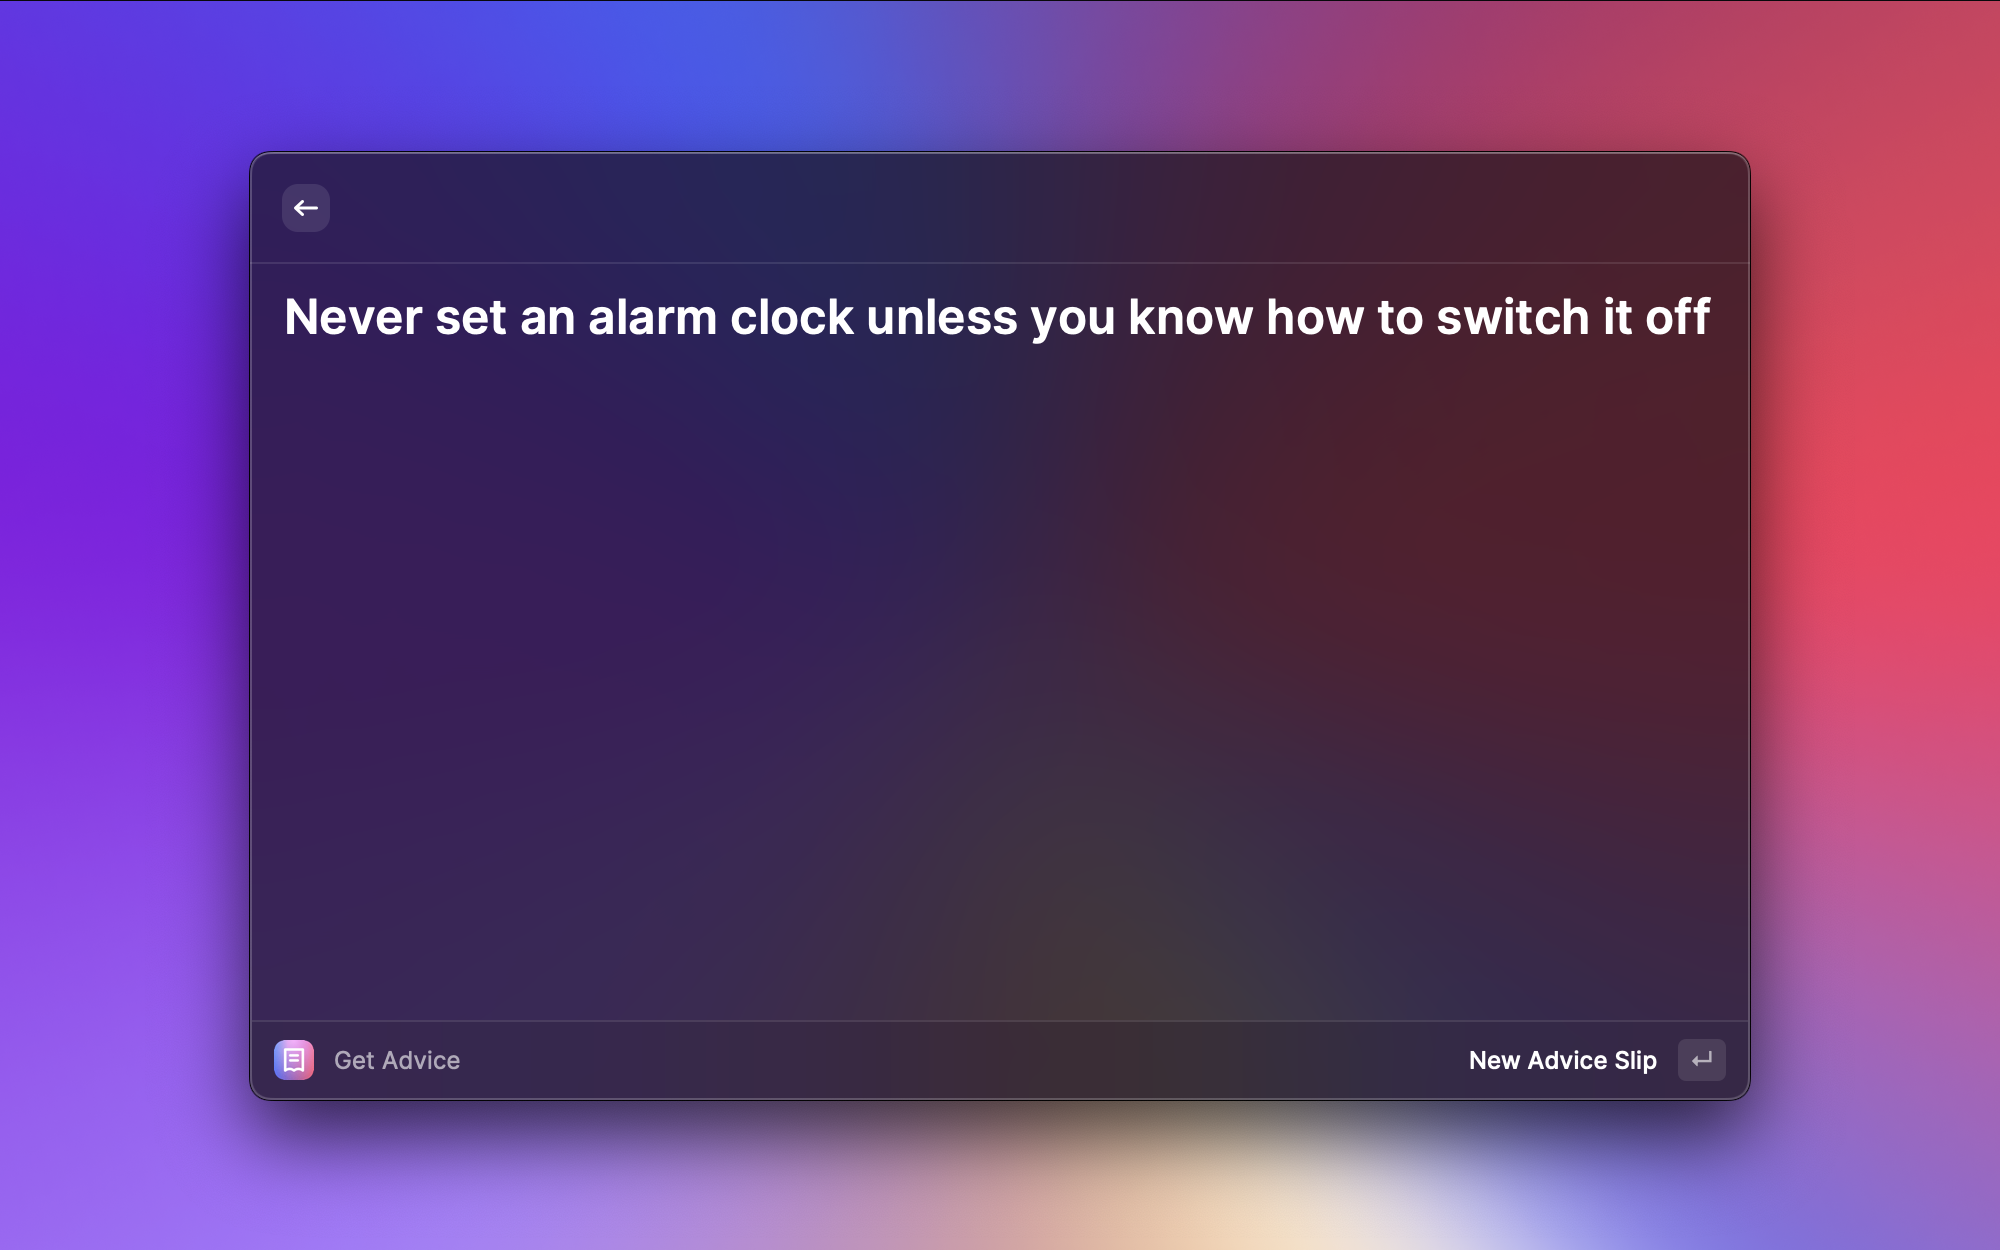 Never set an alarm clock unless you know how to switch it off
Get Advice
New Advice Slip